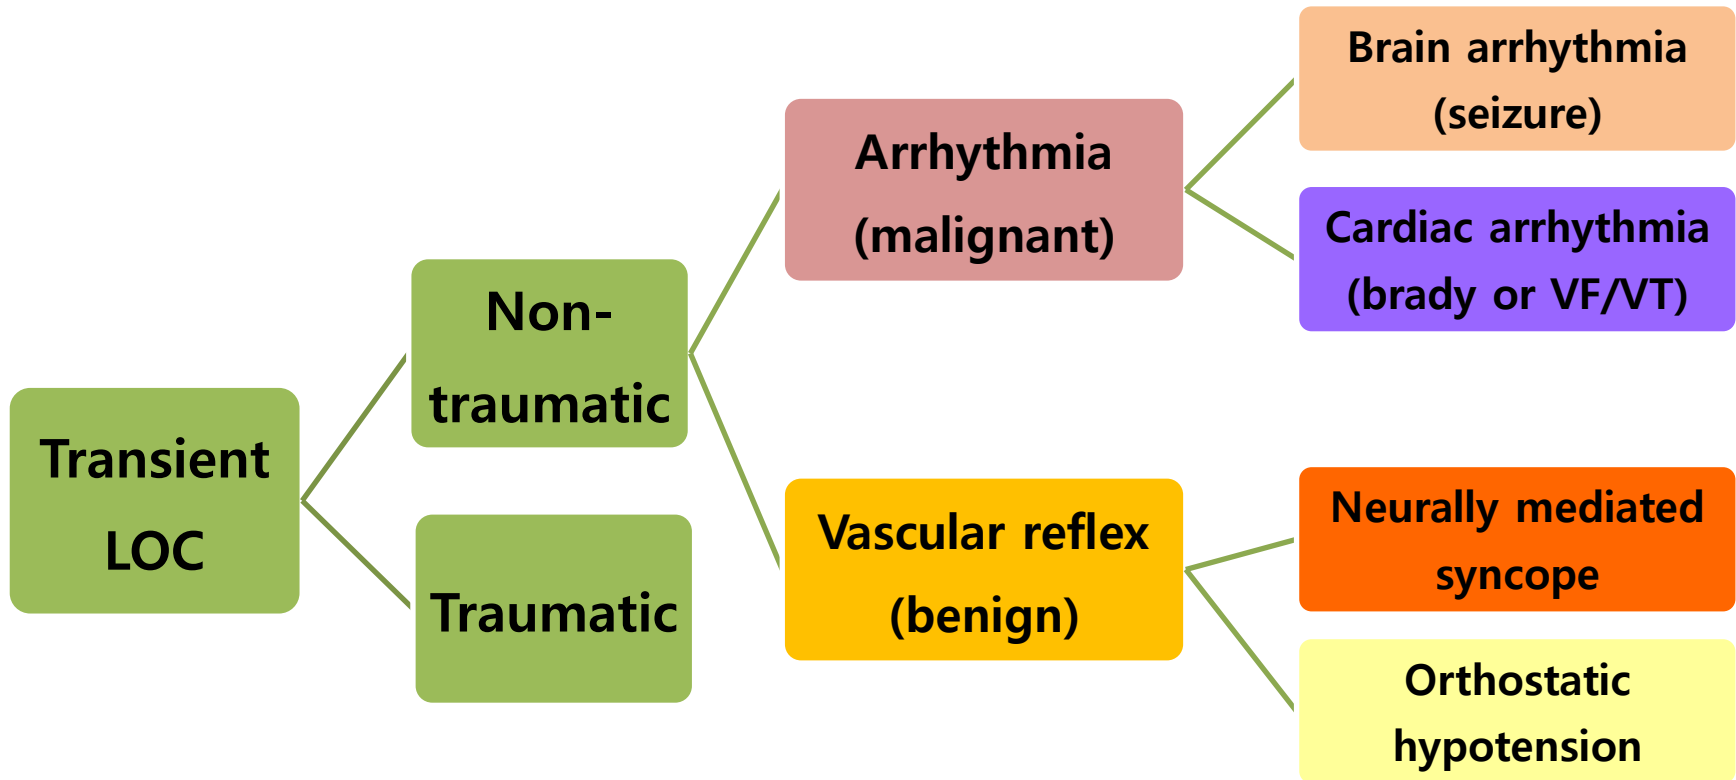 Transient
LOC
Non-
traumatic
Traumatic
Arrhythmia
(malignant)
Vascular reflex
(benign)
Brain arrhythmia
(seizure)
Cardiac arrhythmia
(brady or VF/VT)
Neurally mediated
syncope
Orthostatic
hypotension